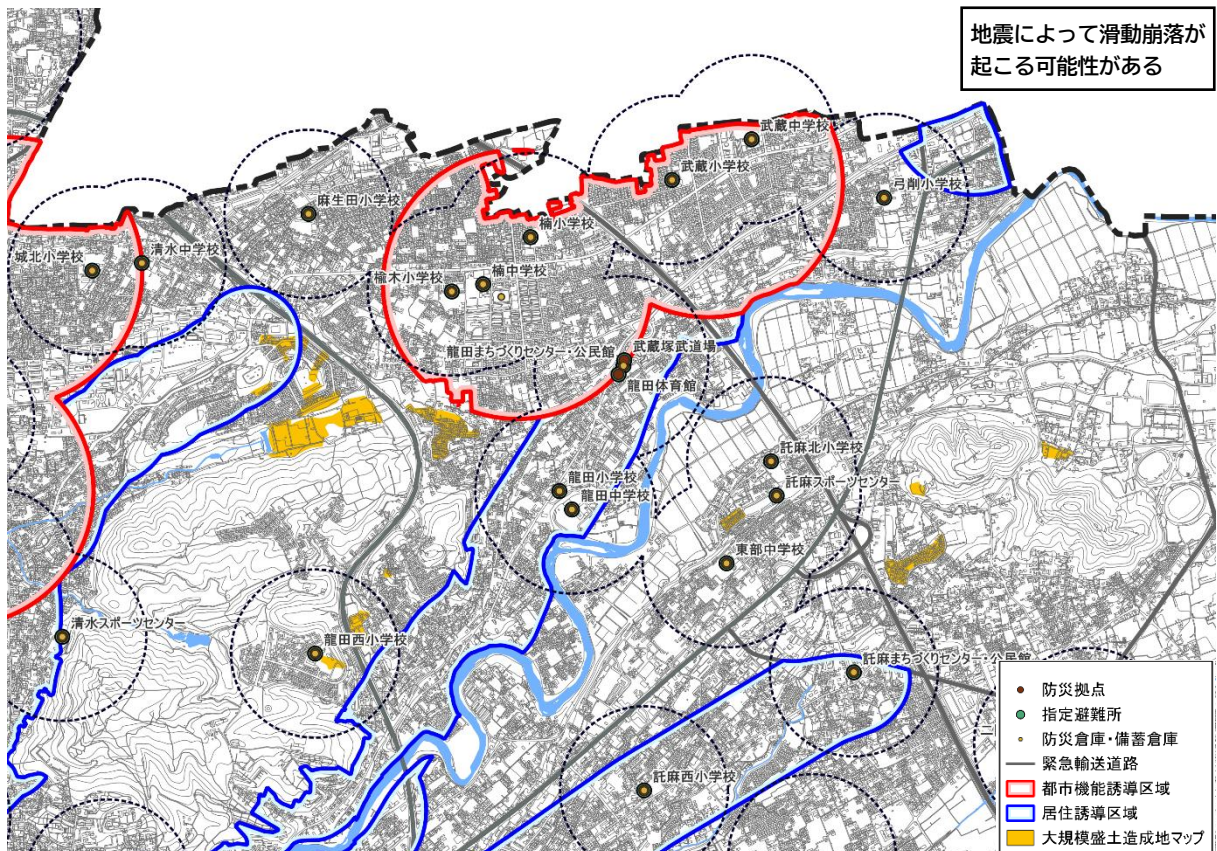 地震によって滑動崩落が
起こる可能性がある
武蔵中学校
武蔵小学校
弓削小学校
麻生田小学校
楠小学校
清水中学校
城北小学校
楡木小学校
楠中学校
武蔵塚武道場
龍田まちづくりセンター・公民館
龍田体育館
託麻北小学校
龍田小学校
託麻スポーツセンター
龍田中学校
東部中学校
清水スポーツセンター
龍田西小学校
託麻まちづくりセンター・公民館
託麻西小学校
二
防災拠点
指定避難所
防災倉庫・備蓄倉庫
緊急輸送道路
都市機能誘導区域
居住誘導区域
大規模盛土造成地マップ